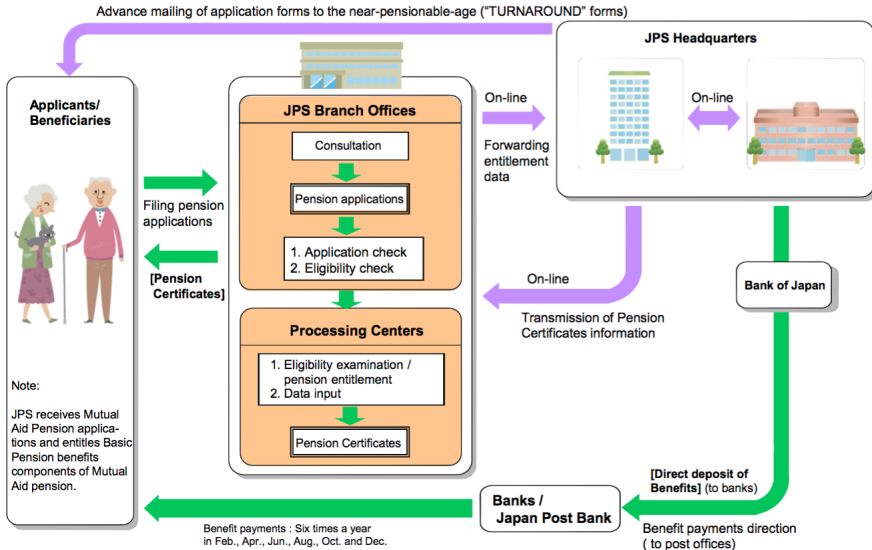 Advance mailing of application forms to the near-pensionable-age ("TURNAROUND" forms)
JPS Headquarters
On-line
Applicants/
Beneficiaries
JPS Branch Offices
Consultation
Pension applications
1. Application check
2. Eligibility check
On-line
Forwarding
entitlement
data
Filing pension
applications
[Pension
Certificates]
On-line
Transmission of Pension
Certificates information
Bank of Japan
Processing Centers
1. Eligibility examination /
pension entitlement
2. Data input
Pension Certificates
Note:
JPS receives Mutual
Aid Pension applica-
tions and entitles Basic
Pension benefits
components of Mutual
Aid pension.
[Direct deposit of
Benefits] (to banks)
Banks /
Japan Post Bank
Benefit payments direction
( to post offices)
Benefit payments : Six times a year
in Feb., Apr., Jun., Aug., Oct. and Dec.